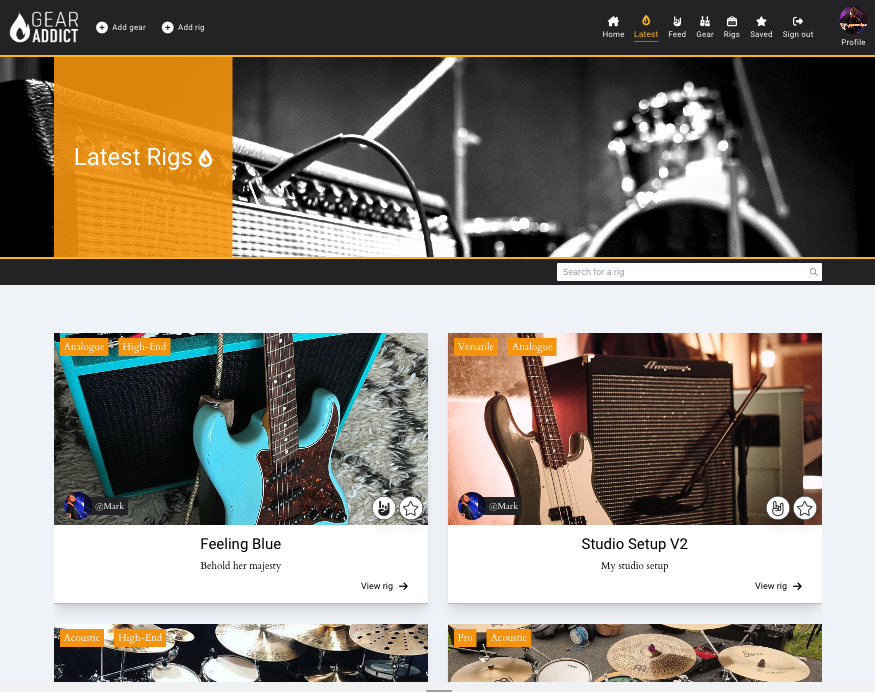 GEAR
ADDICT
Add gear
Add rig
Home
Latest
Feed
Gear
Rigs
Saved
Sign out
Profile
Latest Rigs
Search for a rig
Analogue
High-End
@Mark
Feeling Blue
Behold her majesty
View rig
Versatile
Analogue
Ampeg
@Mark
Studio Setup V2
My studio setup
View rig
Acoustic
High-End
Pro
Acoustic